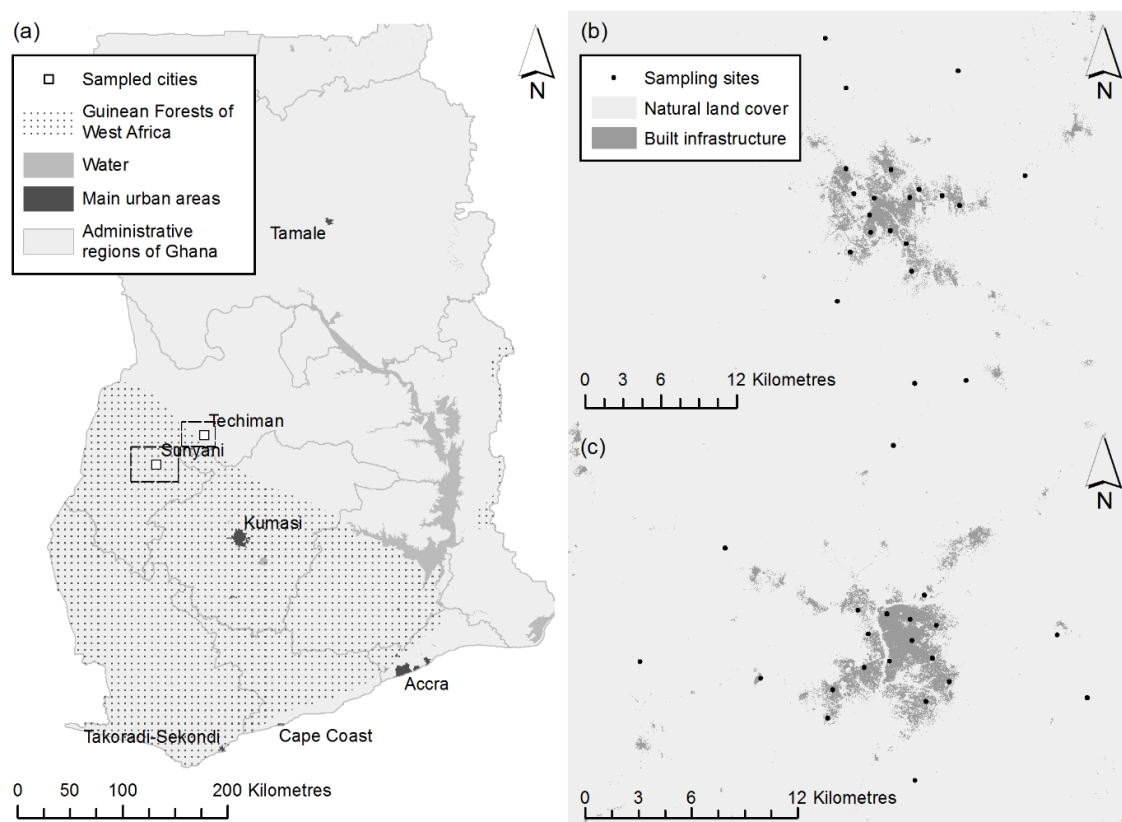 (a)
N
Sampled cities
Guinean Forests of
West Africa
Water
Main urban areas
Administrative
regions of Ghana
Tamale
Techiman
Sunyani
Kumasi
Accra
Cape Coast
Takoradi-Sekondi
0 50 100 200 Kilometres
(b)
N
Sampling sites
Natural land cover
Built infrastructure
0 3 6 12 Kilometres
(c)
N
0 3 6 12 Kilometres